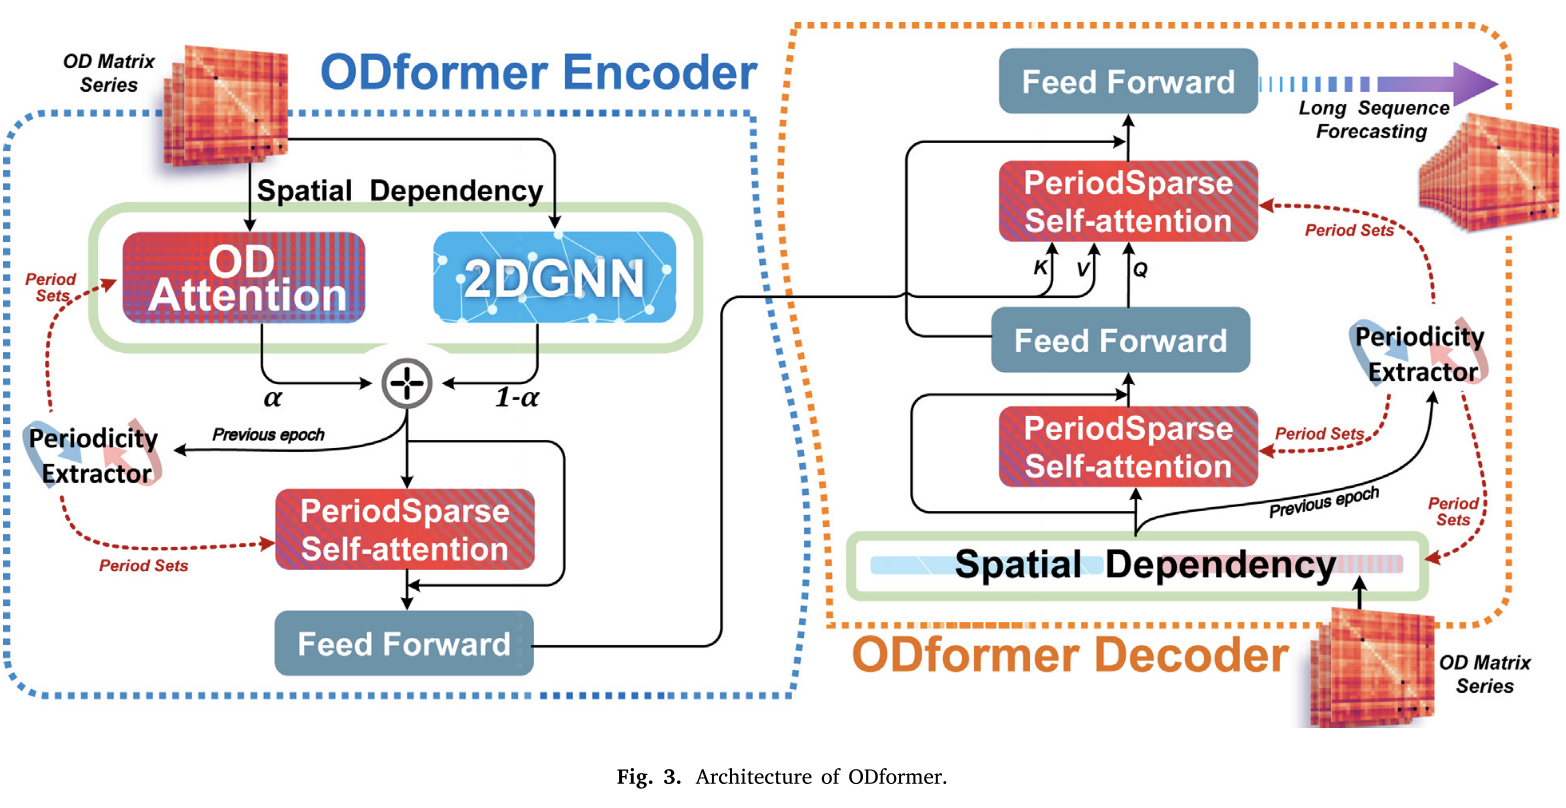 OD Matrix
Series
ODformer Encoder
Spatial Dependency
OD
Attention
2DGNN
Period
Sets
α
1-α
Previous epoch
Periodicity
Extractor
PeriodSparse
Self-attention
Period Sets
Feed Forward
Feed Forward
Long Sequence
Forecasting
PeriodSparse
Self-attention
Period Sets
K
V
Q
Feed Forward
Periodicity
Extractor
PeriodSparse
Self-attention
Period Sets
Previous epoch
Period
Sets
Spatial Dependency
ODformer Decoder
OD Matrix
Series
Fig. 3. Architecture of ODformer.